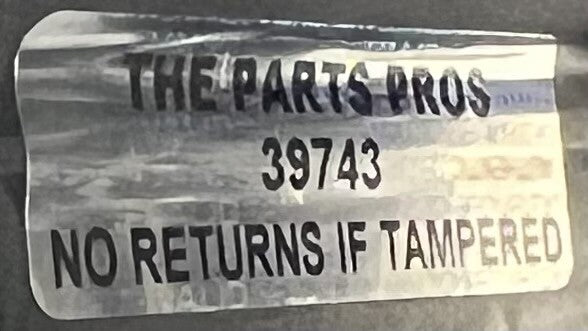 THE PARTS PROS
39743
NO RETURNS IF TAMPERED